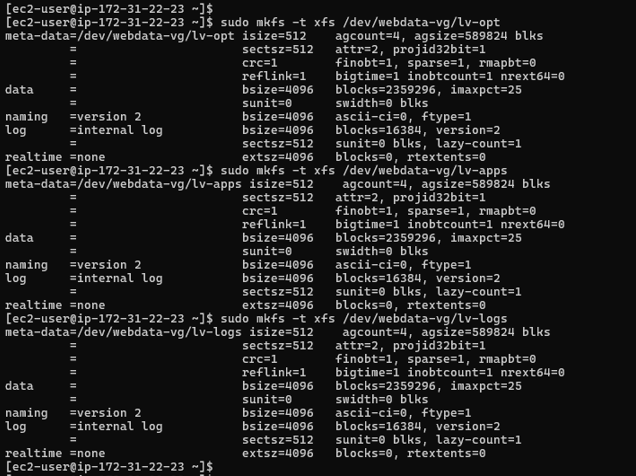 [ec2-user@ip-172-31-22-23 ~]$
[ec2-user@ip-172-31-22-23 ~]$ sudo mkfs -t xfs /dev/webdata-vg/lv-opt
meta-data=/dev/webdata-vg/lv-opt isize=512    agcount=4, agsize=589824 blks
         =                       sectsz=512   attr=2, projid32bit=1
         =                       crc=1        finobt=1, sparse=1, rmapbt=0
         =                       reflink=1    bigtime=1 inobtcount=1 nrext64=0
data     =                       bsize=4096   blocks=2359296, imaxpct=25
         =                       sunit=0      swidth=0 blks
naming   =version 2              bsize=4096   ascii-ci=0, ftype=1
log      =internal log           bsize=4096   blocks=16384, version=2
         =                       sectsz=512   sunit=0 blks, lazy-count=1
realtime =none                   extsz=4096   blocks=0, rtextents=0
[ec2-user@ip-172-31-22-23 ~]$ sudo mkfs -t xfs /dev/webdata-vg/lv-apps
meta-data=/dev/webdata-vg/lv-apps isize=512    agcount=4, agsize=589824 blks
         =                       sectsz=512   attr=2, projid32bit=1
         =                       crc=1        finobt=1, sparse=1, rmapbt=0
         =                       reflink=1    bigtime=1 inobtcount=1 nrext64=0
data     =                       bsize=4096   blocks=2359296, imaxpct=25
         =                       sunit=0      swidth=0 blks
naming   =version 2              bsize=4096   ascii-ci=0, ftype=1
log      =internal log           bsize=4096   blocks=16384, version=2
         =                       sectsz=512   sunit=0 blks, lazy-count=1
realtime =none                   extsz=4096   blocks=0, rtextents=0
[ec2-user@ip-172-31-22-23 ~]$ sudo mkfs -t xfs /dev/webdata-vg/lv-logs
meta-data=/dev/webdata-vg/lv-logs isize=512    agcount=4, agsize=589824 blks
         =                       sectsz=512   attr=2, projid32bit=1
         =                       crc=1        finobt=1, sparse=1, rmapbt=0
         =                       reflink=1    bigtime=1 inobtcount=1 nrext64=0
data     =                       bsize=4096   blocks=2359296, imaxpct=25
         =                       sunit=0      swidth=0 blks
naming   =version 2              bsize=4096   ascii-ci=0, ftype=1
log      =internal log           bsize=4096   blocks=16384, version=2
         =                       sectsz=512   sunit=0 blks, lazy-count=1
realtime =none                   extsz=4096   blocks=0, rtextents=0
[ec2-user@ip-172-31-22-23 ~]$